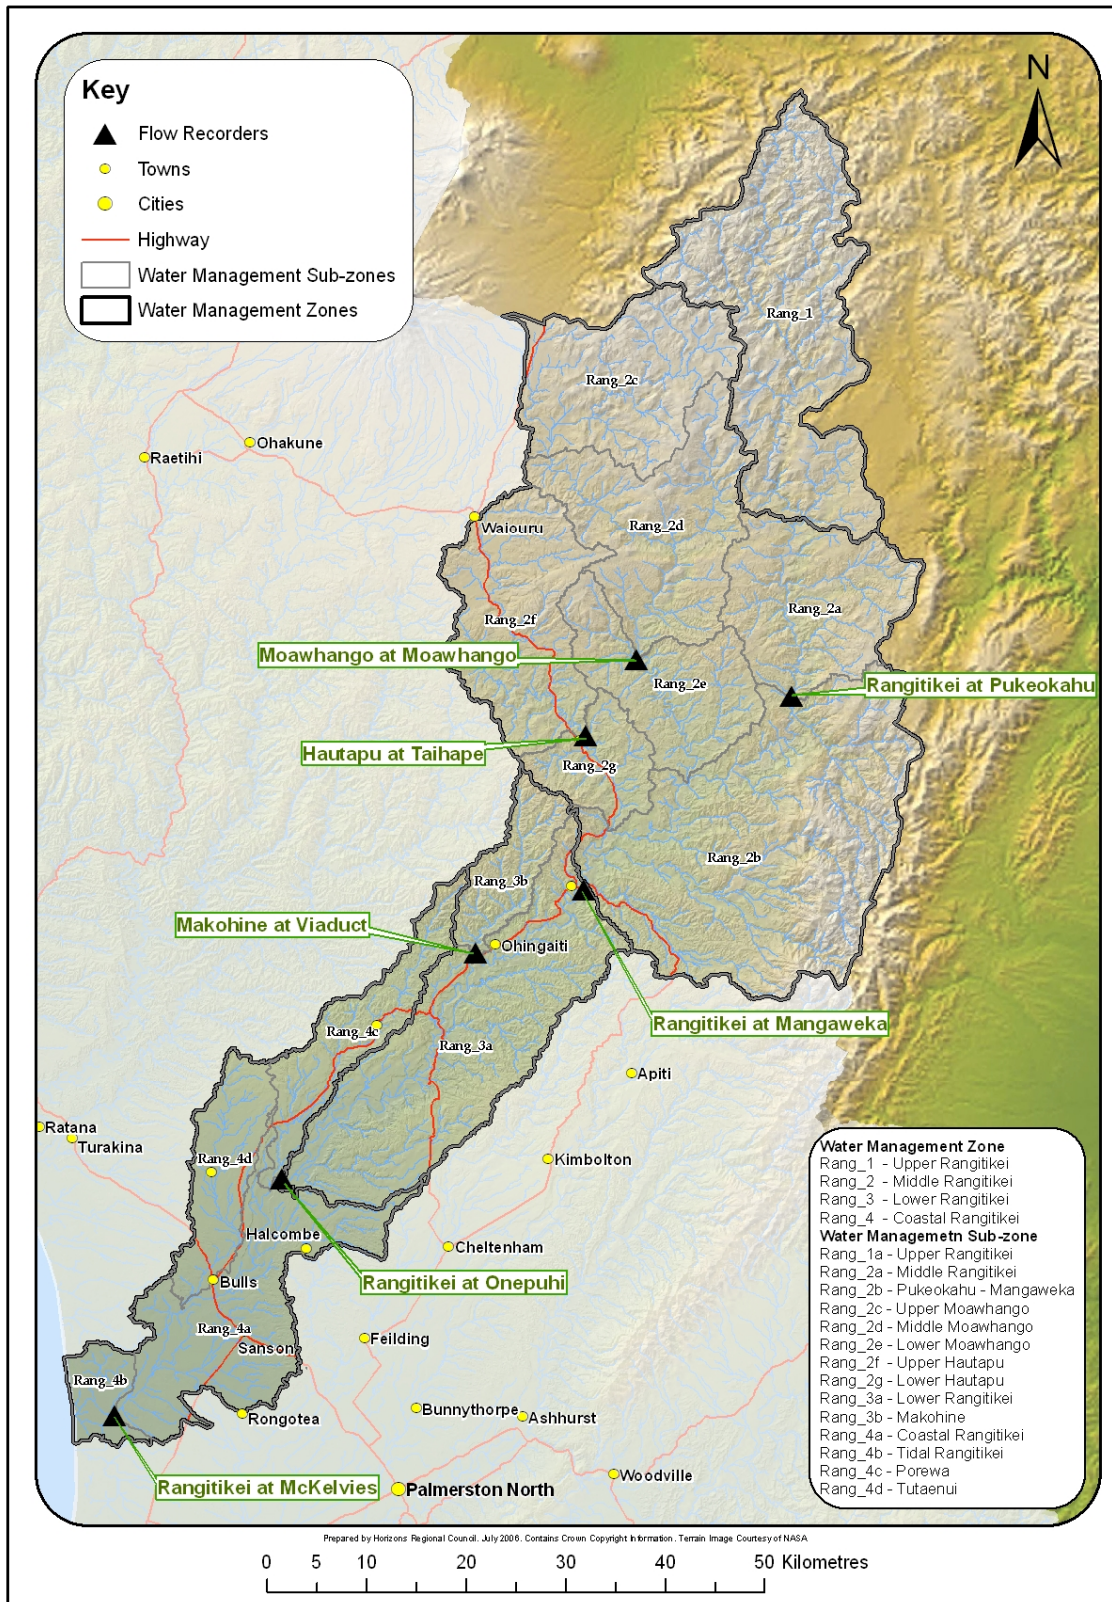 Key
Flow Recorders
Towns
Cities
Highway
Water Management Sub-zones
Water Management Zones
N
Rang_1
Rang_2c
Ohakune
Raetihi
Waiouru
Rang_2d
Rang_2a
Rang_2f
Moawhango at Moawhango
Rang_2e
Rangitikei at Pukeokahu
Hautapu at Taihape
Rang_2g
Rang_2b
Rang_3b
Makohine at Viaduct
Ohingaiti
Rangitikei at Mangaweka
Rang_4c
Rang_3a
Apiti
Ratana
Turakina
Rang_4d
Kimbolton
Halcombe
Cheltenham
Bulls
Rangitikei at Onepuhi
Rang_4a
Sanson
Feilding
Rang_4b
Rongotea
Bunnythorpe
Ashhurst
Woodville
Rangitikei at McKelvies
Palmerston North
Water Management Zone
Rang_1 - Upper Rangitikei
Rang_2 - Middle Rangitikei
Rang_3 - Lower Rangitikei
Rang_4 - Coastal Rangitikei
Water Managemetn Sub-zone
Rang_1a - Upper Rangitikei
Rang_2a - Middle Rangitikei
Rang_2b - Pukeokahu - Mangaweka
Rang_2c - Upper Moawhango
Rang_2d - Middle Moawhango
Rang_2e - Lower Moawhango
Rang_2f - Upper Hautapu
Rang_2g - Lower Hautapu
Rang_3a - Lower Rangitikei
Rang_3b - Makohine
Rang_4a - Coastal Rangitikei
Rang_4b - Tidal Rangitikei
Rang_4c - Porewa
Rang_4d - Tutaenui
Prepared by Horizons Regional Council. July 2006. Contains Crown Copyright Information. Terrain Image Courtesy of NASA
0 5 10 20 30 40 50 Kilometres